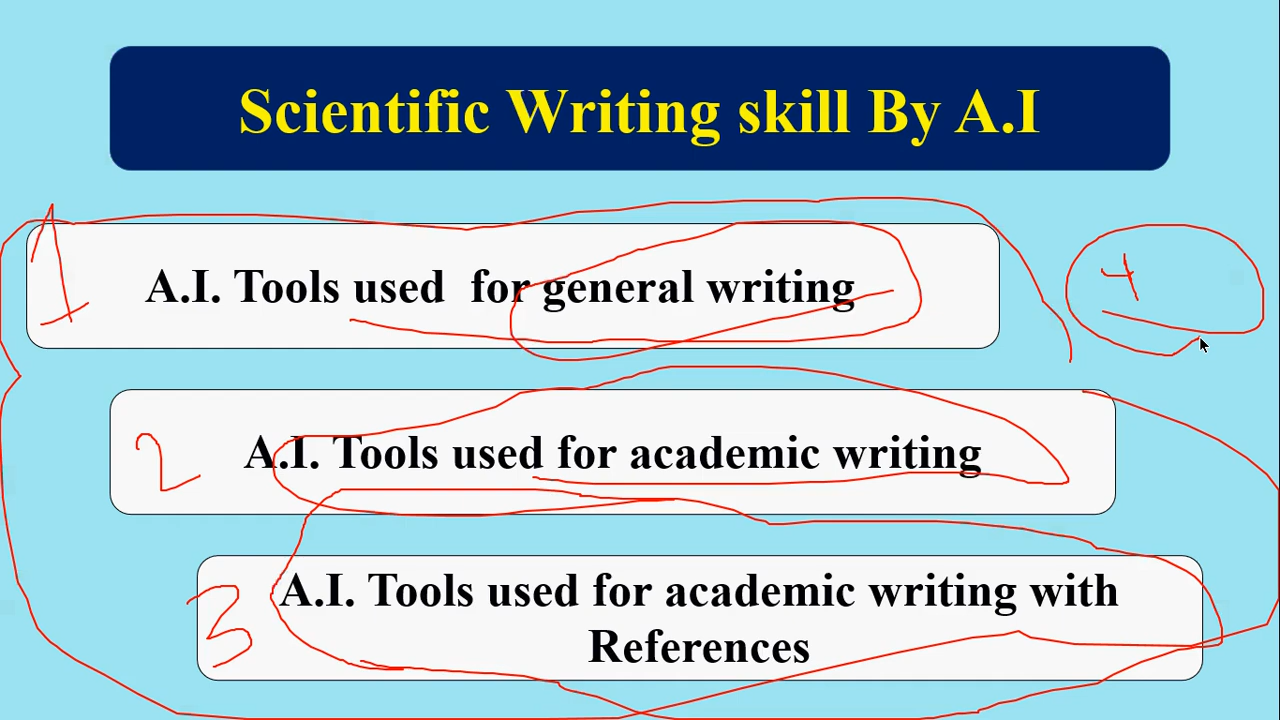 Scientific Writing skill By A.I
1
A.I. Tools used for general writing
4
2
A.I. Tools used for academic writing
3
A.I. Tools used for academic writing with
References